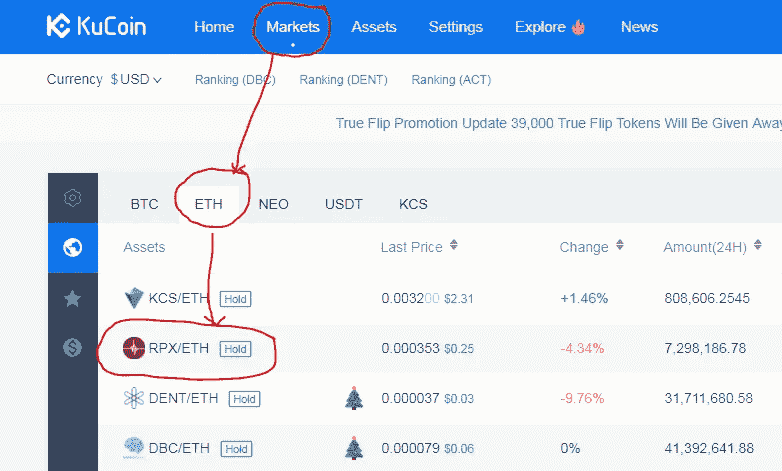 KuCoin Home Markets Assets Settings Explore News
Currency $ USD Ranking (DBC) Ranking (DENT) Ranking (ACT)
True Flip Promotion Update 39,000 True Flip Tokens Will Be Given Away
BTC ETH NEO USDT KCS
Assets Last Price Change Amount(24H)
KCS/ETH Hold 0.003200 $2.31 +1.46% 808,606.2545
RPX/ETH Hold 0.000353 $0.25 -4.34% 7,298,186.78
DENT/ETH Hold 0.000037 $0.03 -9.76% 31,711,680.58
DBC/ETH Hold 0.000079 $0.06 0% 41,392,641.88